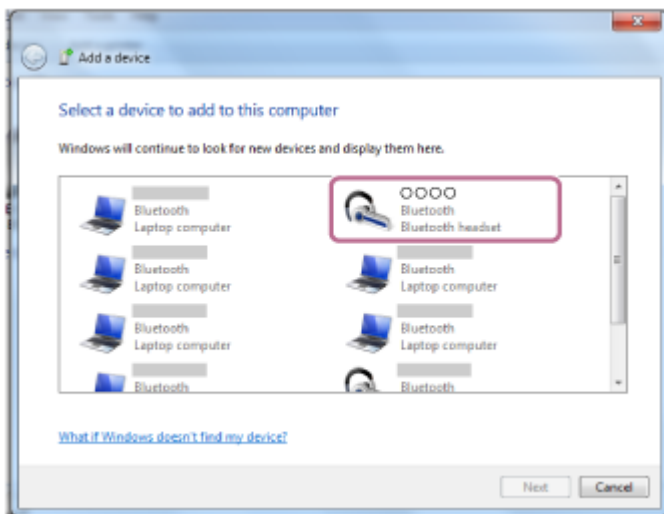 Add a device
Select a device to add to this computer
Windows will continue to look for new devices and display them here.
Bluetooth
Laptop computer
OOOO
Bluetooth
Bluetooth headset
Bluetooth
Laptop computer
Bluetooth
Laptop computer
Bluetooth
Laptop computer
Bluetooth
Laptop computer
Bluetooth
Bluetooth
What if Windows doesn't find my device?
Next
Cancel